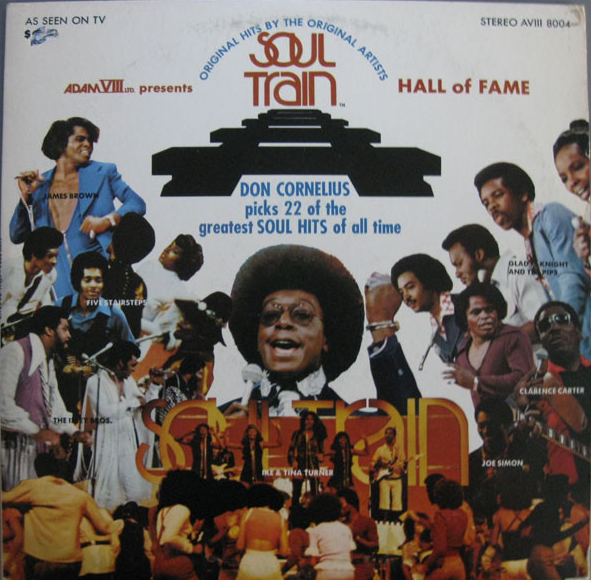 AS SEEN ON TV
$
STEREO AVIII 8004
ORIGINAL HITS BY THE ORIGINAL ARTISTS
SOUL
TRAIN
TM
ADAM VIII LTD. presents
HALL of FAME
DON CORNELIUS
picks 22 of the
greatest SOUL HITS of all time
JAMES BROWN
GLADYS KNIGHT
AND THE PIPS
FIVE STAIRSTEPS
CLARENCE CARTER
THE ISLEY BROS.
SOUL TRAIN
IKE & TINA TURNER
JOE SIMON